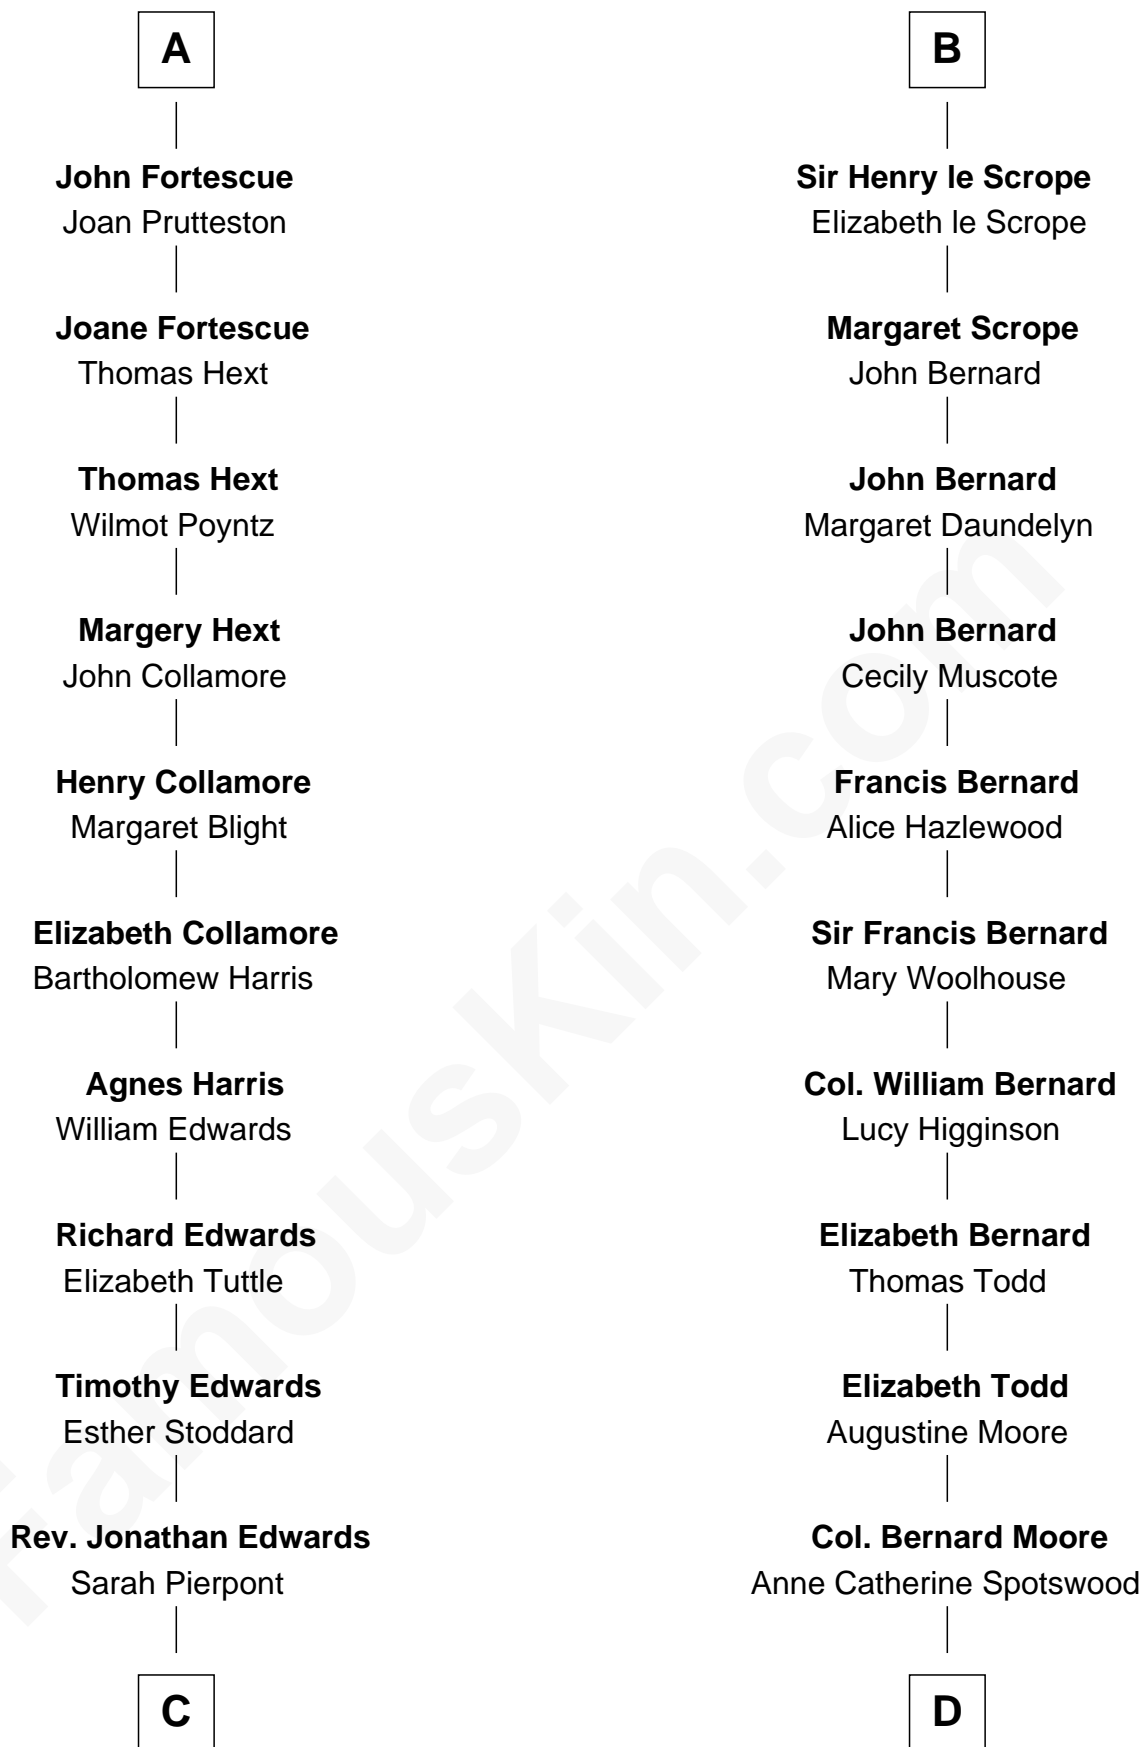 A
John Fortescue
Joan Prutteston
Joane Fortescue
Thomas Hext
Thomas Hext
Wilmot Poyntz
Margery Hext
John Collamore
Henry Collamore
Margaret Blight
Elizabeth Collamore
Bartholomew Harris
Agnes Harris
William Edwards
Richard Edwards
Elizabeth Tuttle
Timothy Edwards
Esther Stoddard
Rev. Jonathan Edwards
Sarah Pierpont
C
B
Sir Henry le Scrope
Elizabeth le Scrope
Margaret Scrope
John Bernard
John Bernard
Margaret Daundelyn
John Bernard
Cecily Muscote
Francis Bernard
Alice Hazlewood
Sir Francis Bernard
Mary Woolhouse
Col. William Bernard
Lucy Higginson
Elizabeth Bernard
Thomas Todd
Elizabeth Todd
Augustine Moore
Col. Bernard Moore
Anne Catherine Spotswood
D
FamousKin.com